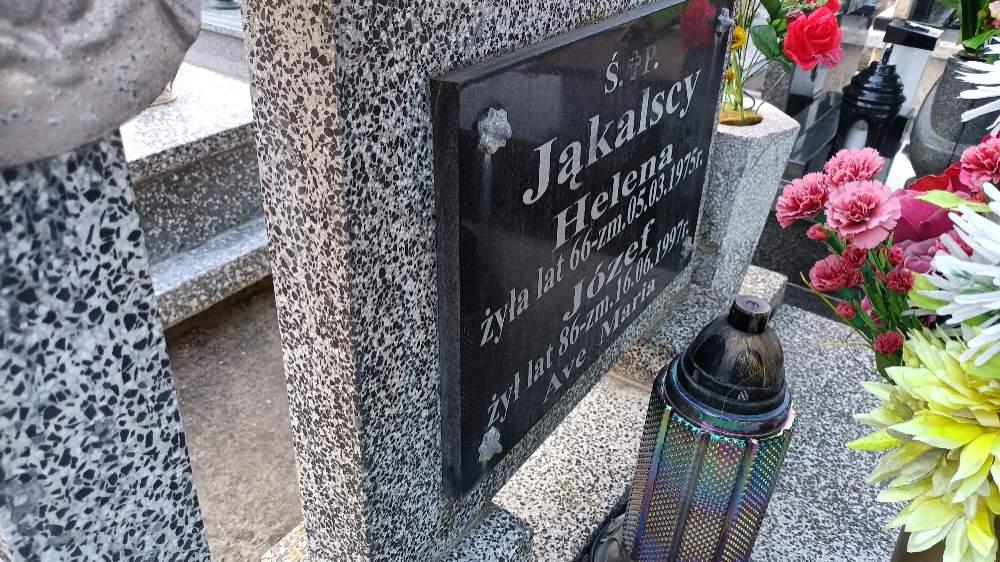 Ś.✝P.
Jąkalscy
Helena
żyła lat 66-zm.05.03.1975r.
Józef
żył lat 86-zm.16.06.1997r.
Ave Maria